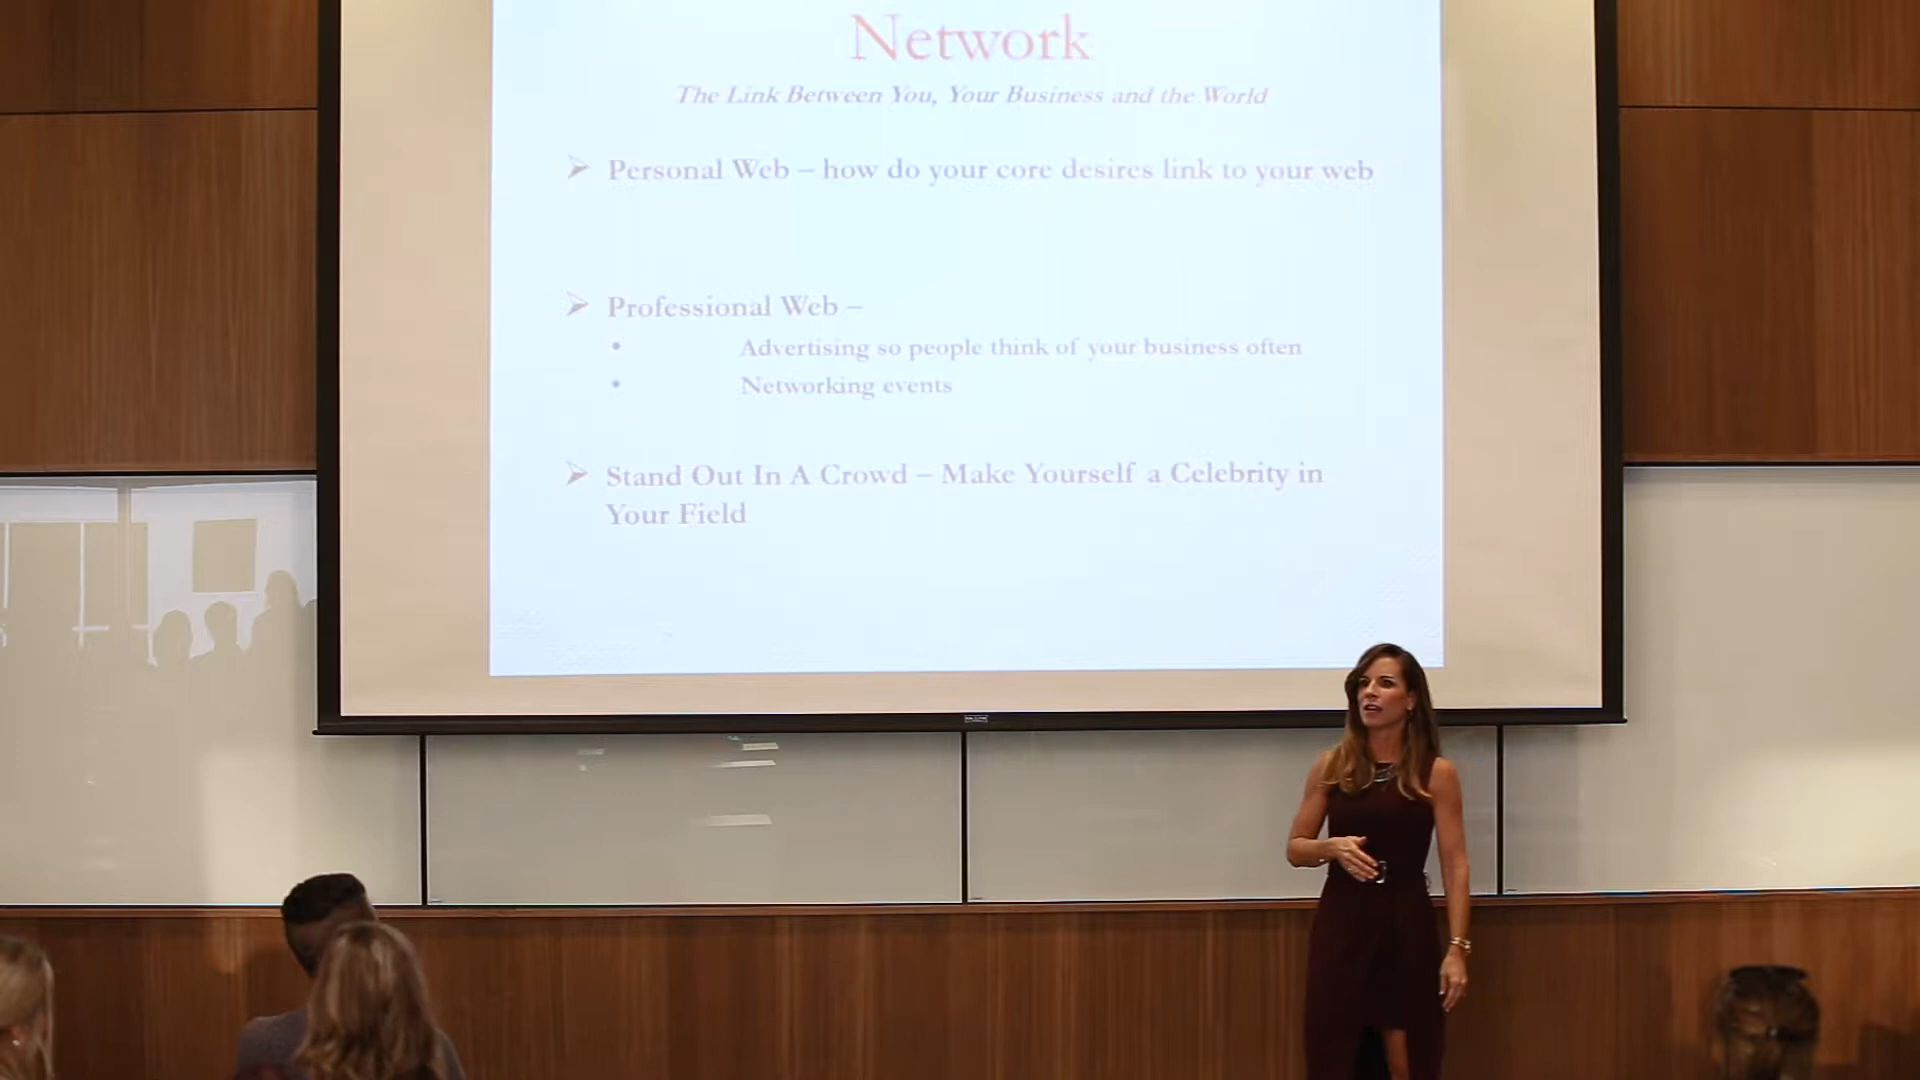 Network
The Link Between You, Your Business and the World
➢ Personal Web – how do your core desires link to your web
➢ Professional Web –
• Advertising so people think of your business often
• Networking events
➢ Stand Out In A Crowd – Make Yourself a Celebrity in
Your Field